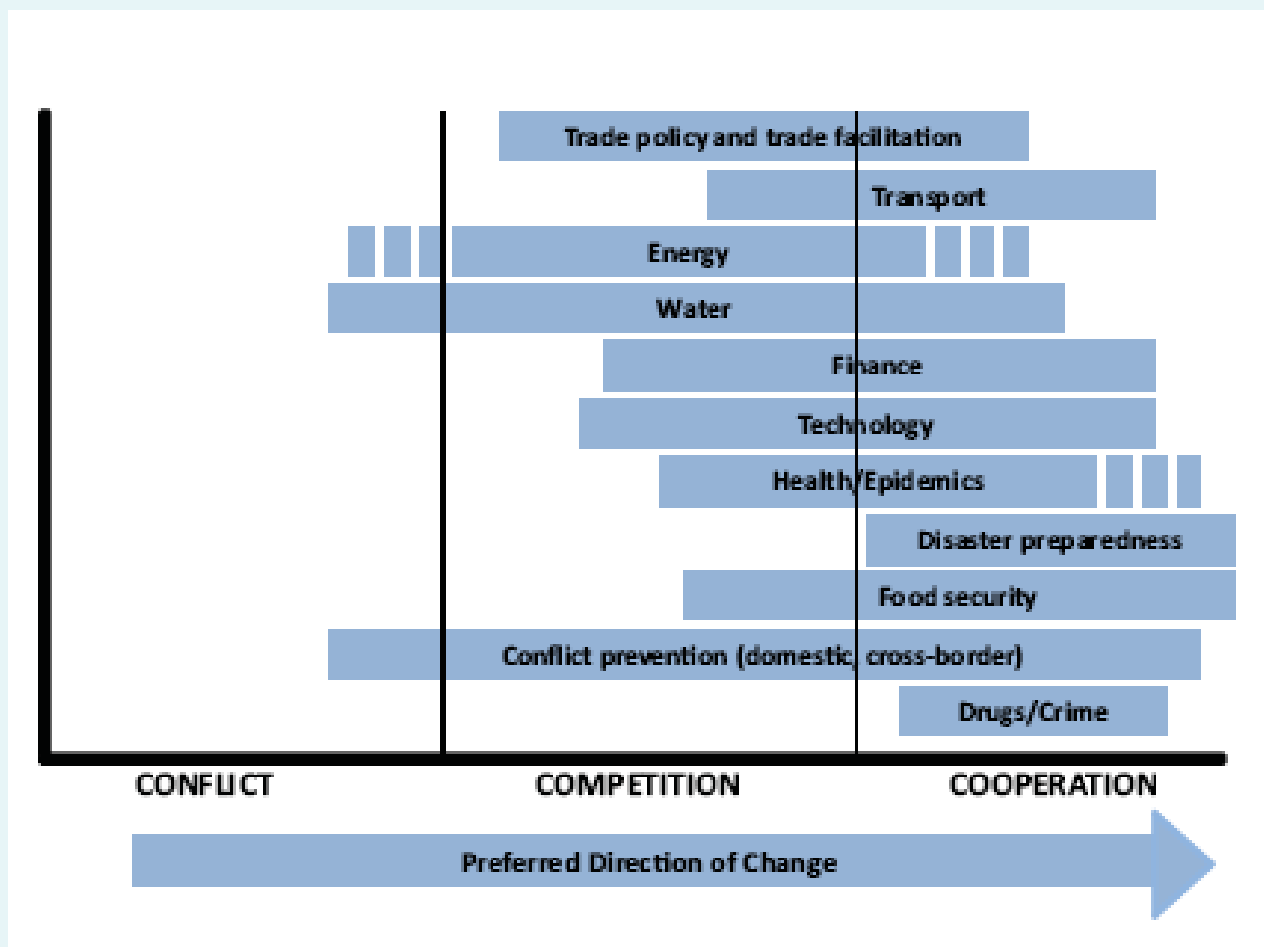 Trade policy and trade facilitation
Transport
Energy
Water
Finance
Technology
Health/Epidemics
Disaster preparedness
Food security
Conflict prevention (domestic, cross-border)
Drugs/Crime
CONFLICT COMPETITION COOPERATION
Preferred Direction of Change